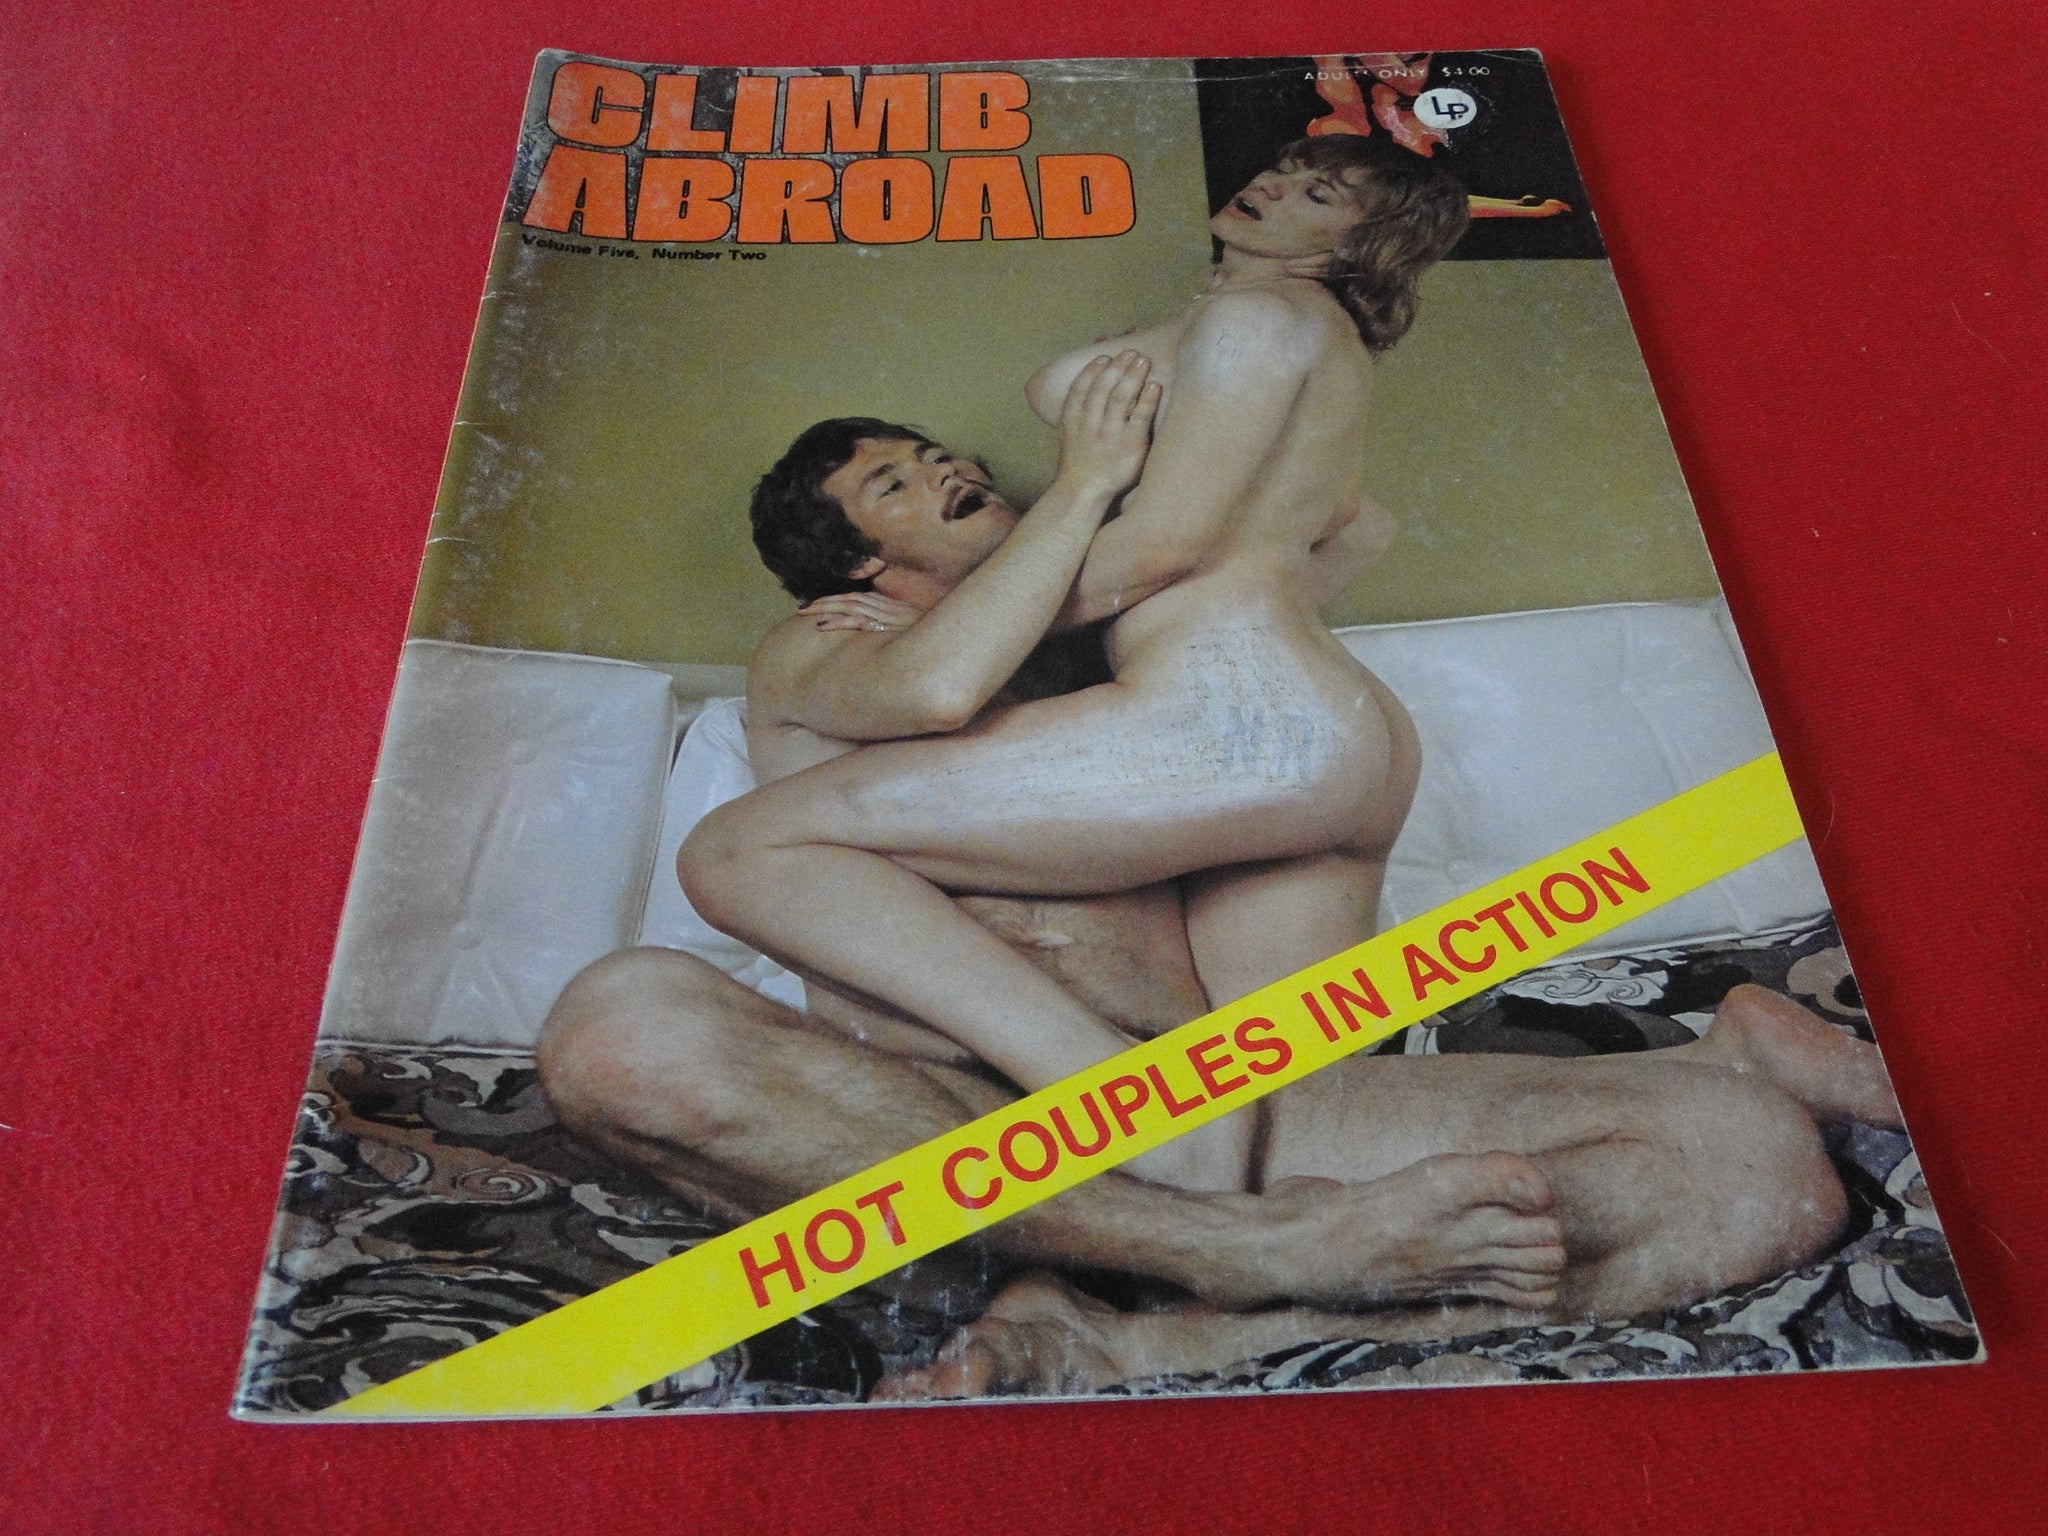 ADULTS ONLY $4.00
LP.
CLIMB
ABROAD
Volume Five, Number Two
HOT COUPLES IN ACTION